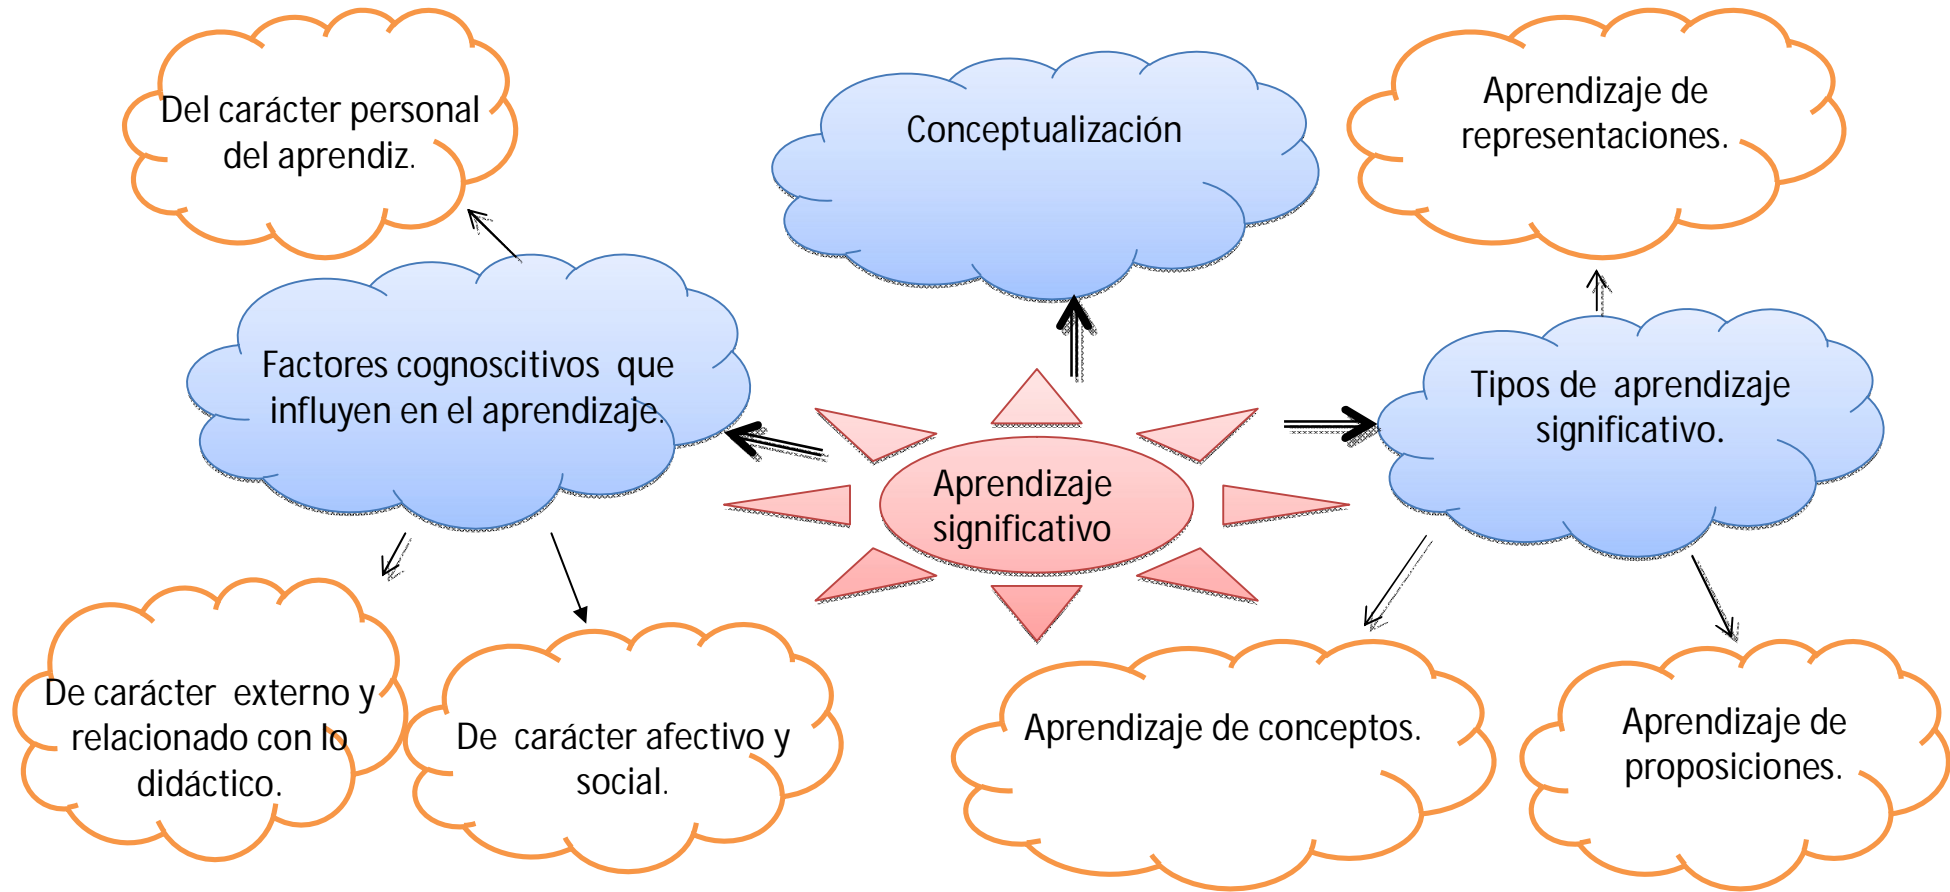 Del carácter personal
del aprendiz.
Conceptualización
Aprendizaje de
representaciones.
Factores cognoscitivos  que
influyen en el aprendizaje.
Tipos de  aprendizaje
significativo.
Aprendizaje
significativo
De carácter  externo y
relacionado con lo
didáctico.
De  carácter afectivo y
social.
Aprendizaje de conceptos.
Aprendizaje de
proposiciones.